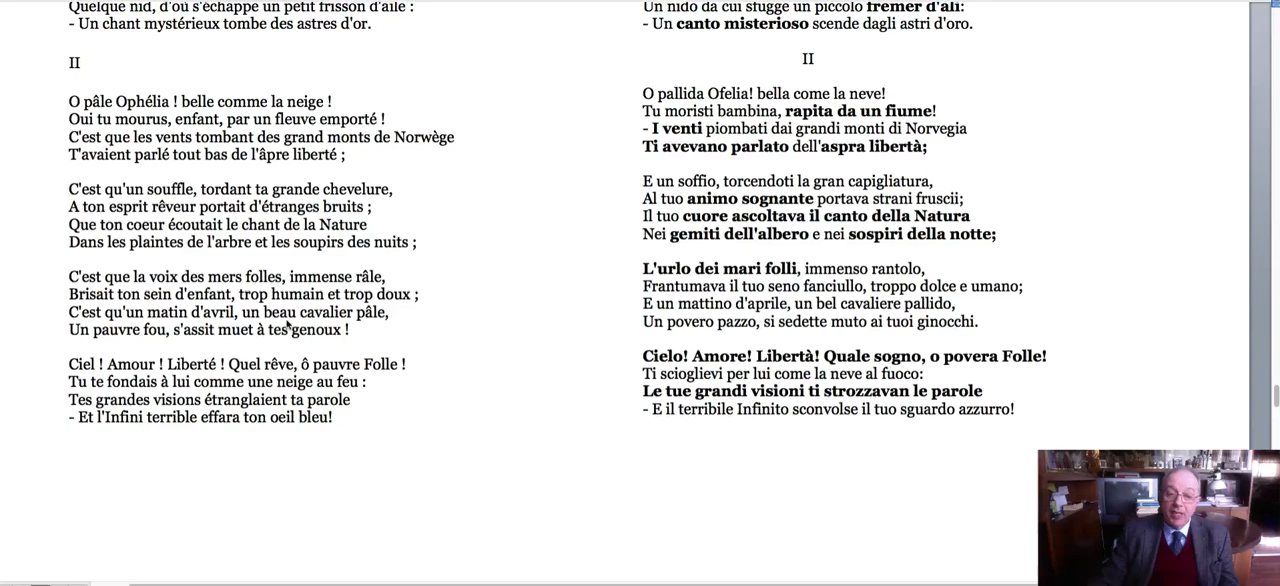 Quelque nid, d'où s'échappe un petit frisson d'aile :
- Un chant mystérieux tombe des astres d'or.
II
O pâle Ophélia ! belle comme la neige !
Oui tu mourus, enfant, par un fleuve emporté !
C'est que les vents tombant des grand monts de Norwège
T'avaient parlé tout bas de l'âpre liberté ;
C'est qu'un souffle, tordant ta grande chevelure,
A ton esprit rêveur portait d'étranges bruits ;
Que ton coeur écoutait le chant de la Nature
Dans les plaintes de l'arbre et les soupirs des nuits ;
C'est que la voix des mers folles, immense râle,
Brisait ton sein d'enfant, trop humain et trop doux ;
C'est qu'un matin d'avril, un beau cavalier pâle,
Un pauvre fou, s'assit muet à tes genoux !
Ciel ! Amour ! Liberté ! Quel rêve, ô pauvre Folle !
Tu te fondais à lui comme une neige au feu :
Tes grandes visions étranglaient ta parole
- Et l'Infini terrible effara ton oeil bleu!
Un nido da cui sfugge un piccolo fremer d'ali:
- Un canto misterioso scende dagli astri d'oro.
II
O pallida Ofelia! bella come la neve!
Tu moristi bambina, rapita da un fiume!
- I venti piombati dai grandi monti di Norvegia
Ti avevano parlato dell'aspra libertà;
E un soffio, torcendoti la gran capigliatura,
Al tuo animo sognante portava strani fruscii;
Il tuo cuore ascoltava il canto della Natura
Nei gemiti dell'albero e nei sospiri della notte;
L'urlo dei mari folli, immenso rantolo,
Frantumava il tuo seno fanciullo, troppo dolce e umano;
E un mattino d'aprile, un bel cavaliere pallido,
Un povero pazzo, si sedette muto ai tuoi ginocchi.
Cielo! Amore! Libertà! Quale sogno, o povera Folle!
Ti scioglievi per lui come la neve al fuoco:
Le tue grandi visioni ti strozzavan le parole
- E il terribile Infinito sconvolse il tuo sguardo azzurro!